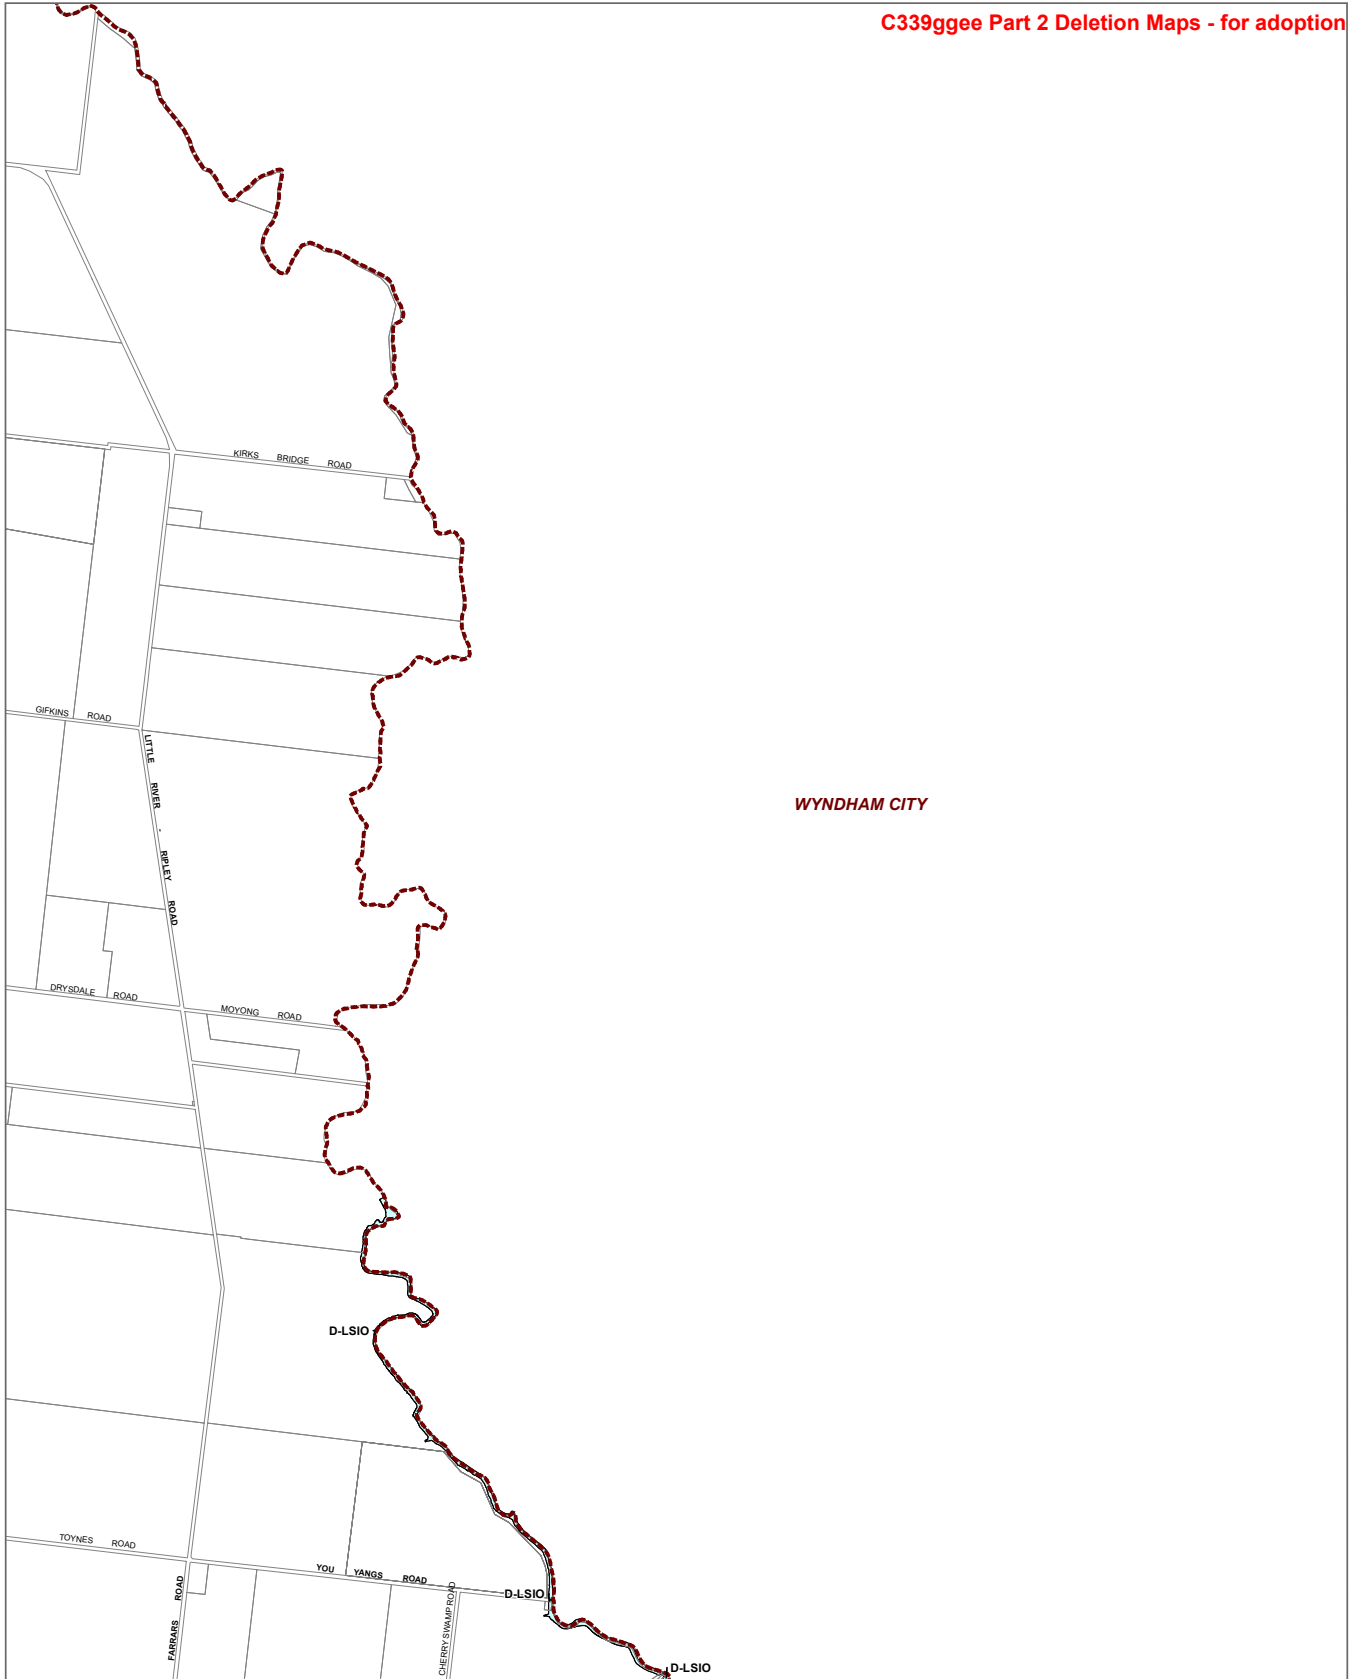 C339ggee Part 2 Deletion Maps - for adoption
KIRKS BRIDGE ROAD
GIFKINS ROAD
LITTLE RIVER - RIPLEY ROAD
WYNDHAM CITY
DRYSDALE ROAD
MOYONG ROAD
D-LSIO
TOYNES ROAD
YOU YANGS ROAD
FARRARS ROAD
CHERRY SWAMP ROAD
D-LSIO
D-LSIO